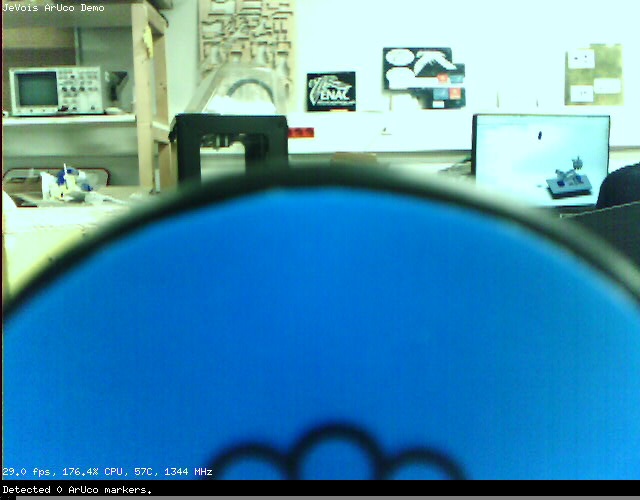 JeVois ArUco Demo
ENAC
29.0 fps, 176.4% CPU, 57C, 1344 MHz
Detected 0 ArUco markers.